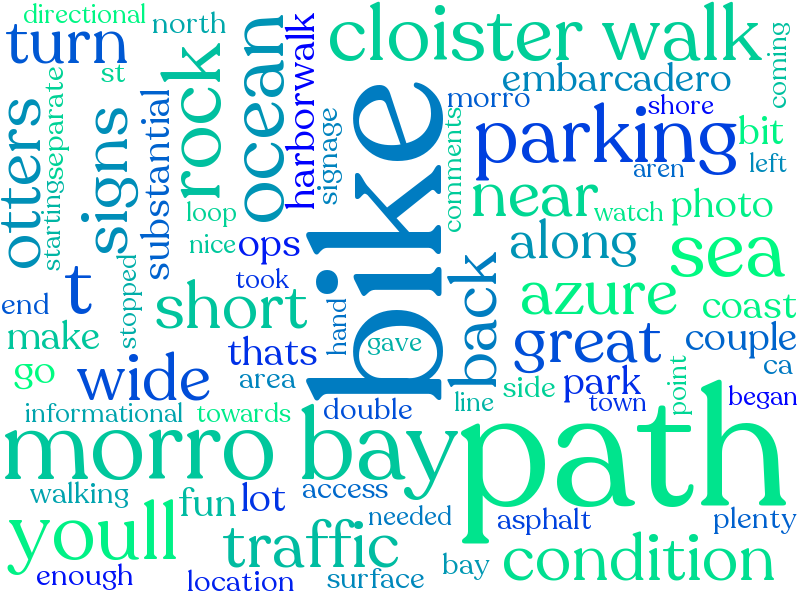 directional
north
turn
st
otters
startingseparate
signs
substantial
rock
ocean
harborwalk
signage
cloister walk
embarcadero
morro
shore
coming
parking
bit
aren
left
comments
bike
near
watch
photo
loop
nice
ops
along
sea
t
took
stopped
end
short
back
azure
coast
make
hand
gave
great
couple
go
thats
wide
area
side
park
ca
point
began
informational
towards
double
line
town
morro bay
path
walking
fun
lot
access
needed
asphalt
plenty
youll
traffic
bay
condition
enough
location
surface